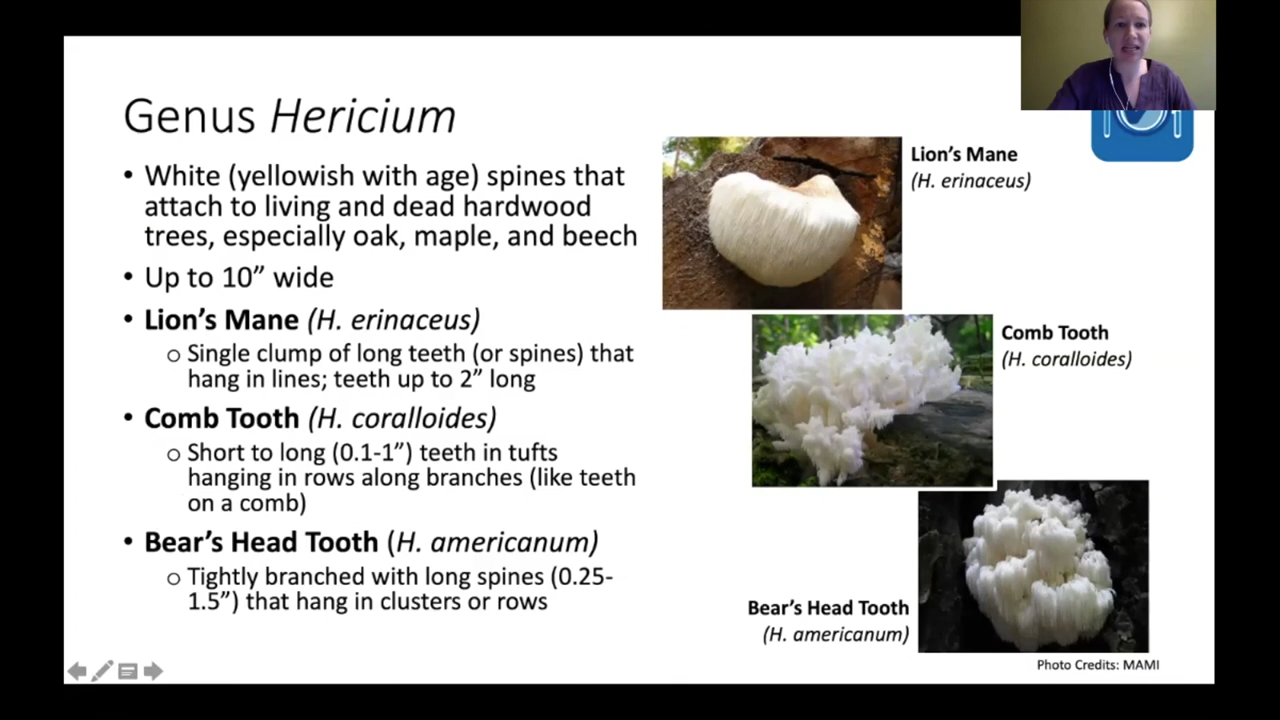 Genus Hericium
• White (yellowish with age) spines that
attach to living and dead hardwood
trees, especially oak, maple, and beech
• Up to 10” wide
• Lion’s Mane (H. erinaceus)
o Single clump of long teeth (or spines) that
hang in lines; teeth up to 2” long
• Comb Tooth (H. coralloides)
o Short to long (0.1-1”) teeth in tufts
hanging in rows along branches (like teeth
on a comb)
• Bear’s Head Tooth (H. americanum)
o Tightly branched with long spines (0.25-
1.5”) that hang in clusters or rows
Lion’s Mane
(H. erinaceus)
Comb Tooth
(H. coralloides)
Bear’s Head Tooth
(H. americanum)
Photo Credits: MAMI